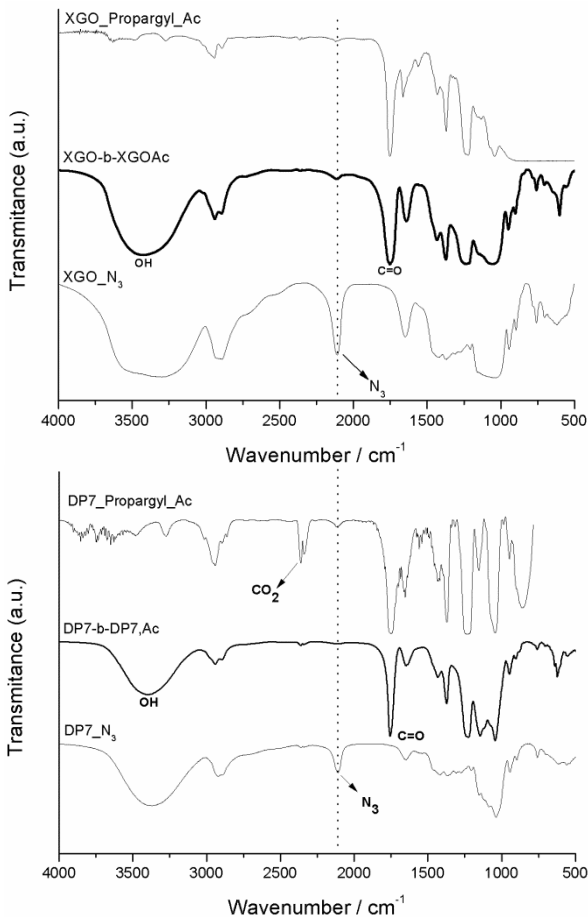 XGO_Propargyl_Ac
XGO-b-XGOAc
OH
C=O
XGO_N₃
N₃
Transmitance (a.u.)
4000 3500 3000 2500 2000 1500 1000 500
Wavenumber / cm⁻¹
DP7_Propargyl_Ac
CO₂
DP7-b-DP7,Ac
OH
C=O
DP7_N₃
N₃
Transmitance (a.u.)
4000 3500 3000 2500 2000 1500 1000 500
Wavenumber / cm⁻¹